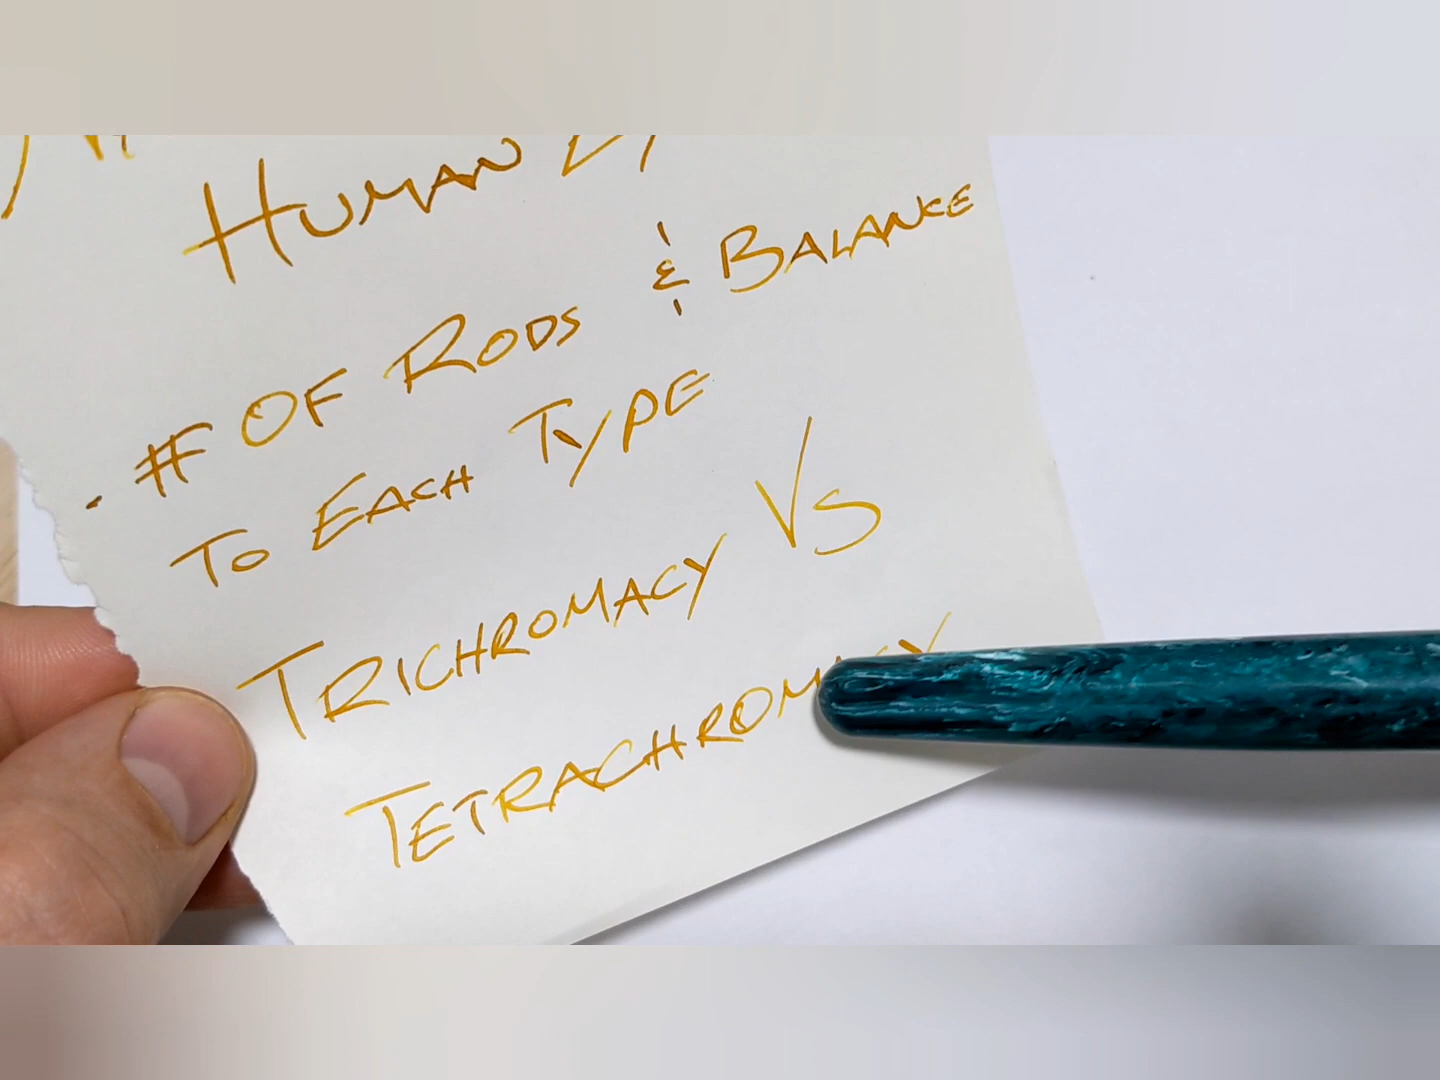 Human
# of Rods & Balance
To Each Type
Trichromacy Vs
Tetrachromacy